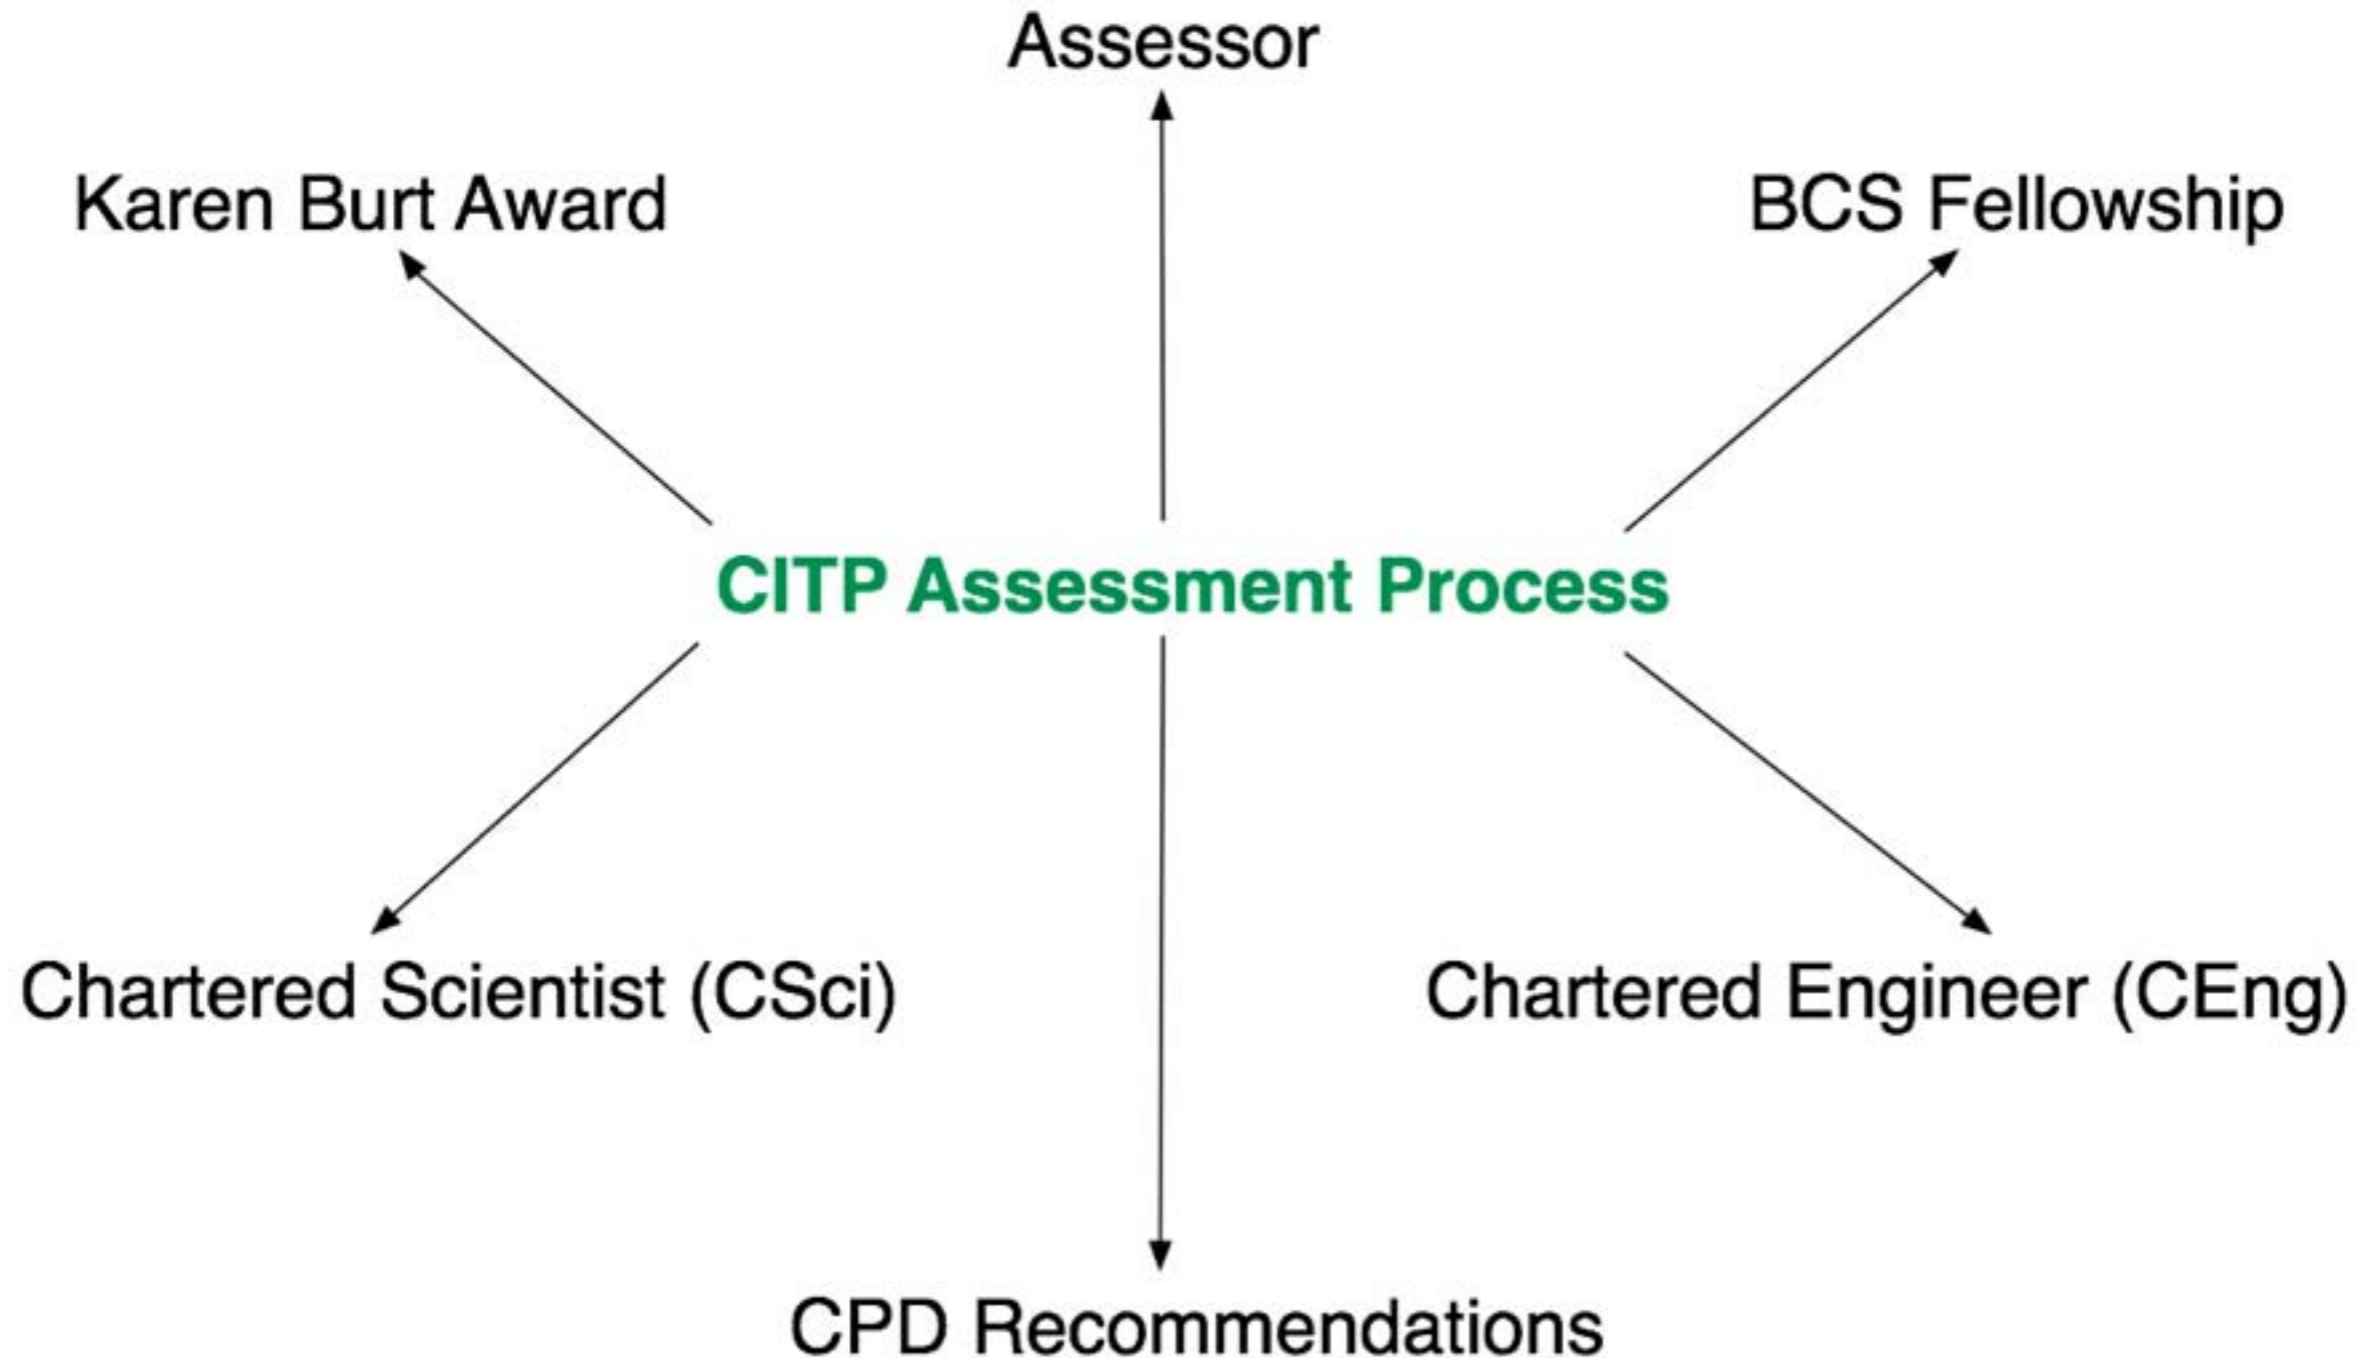 Assessor
Karen Burt Award
BCS Fellowship
CITP Assessment Process
Chartered Scientist (CSci)
Chartered Engineer (CEng)
CPD Recommendations